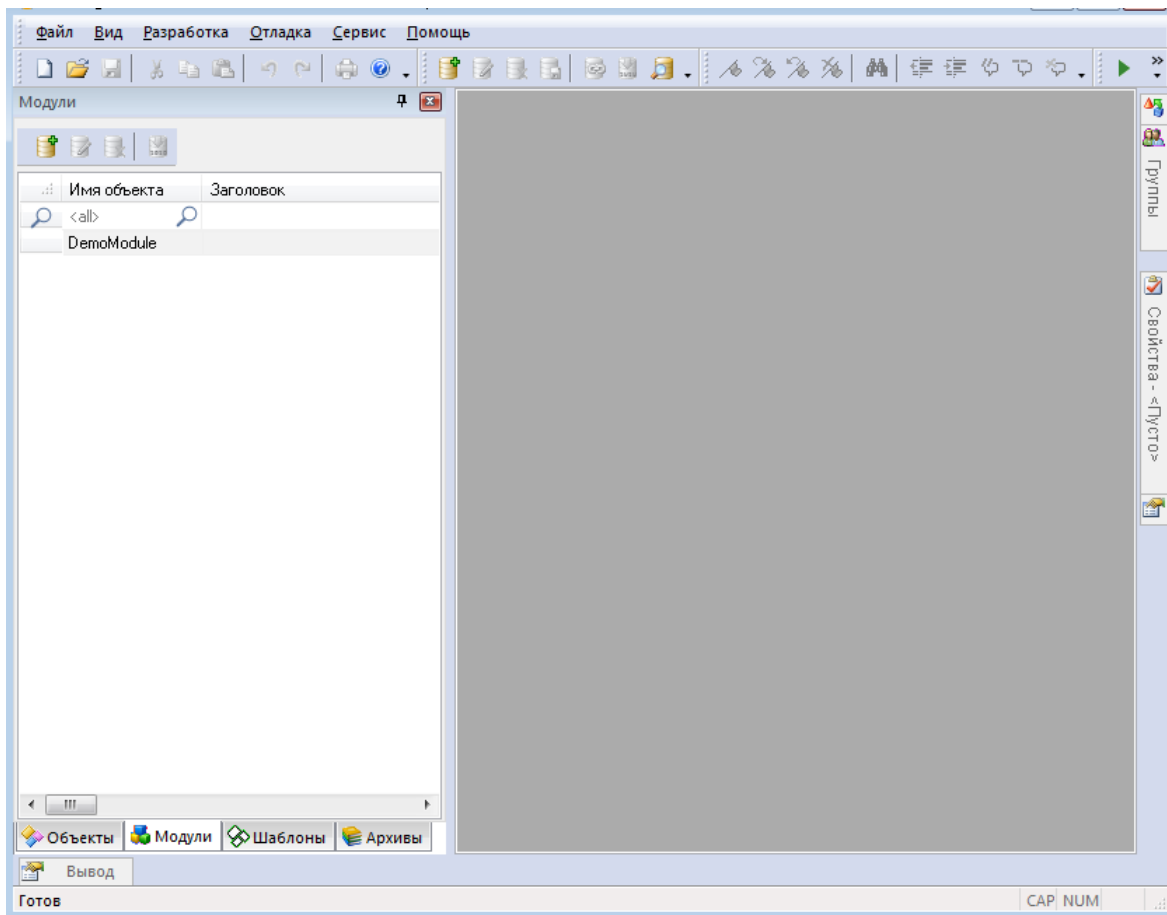 Файл Вид Разработка Отладка Сервис Помощь
Модули
Имя объекта Заголовок
<all>
DemoModule
Группы
Свойства - <Пусто>
Объекты Модули Шаблоны Архивы
Вывод
Готов CAP NUM